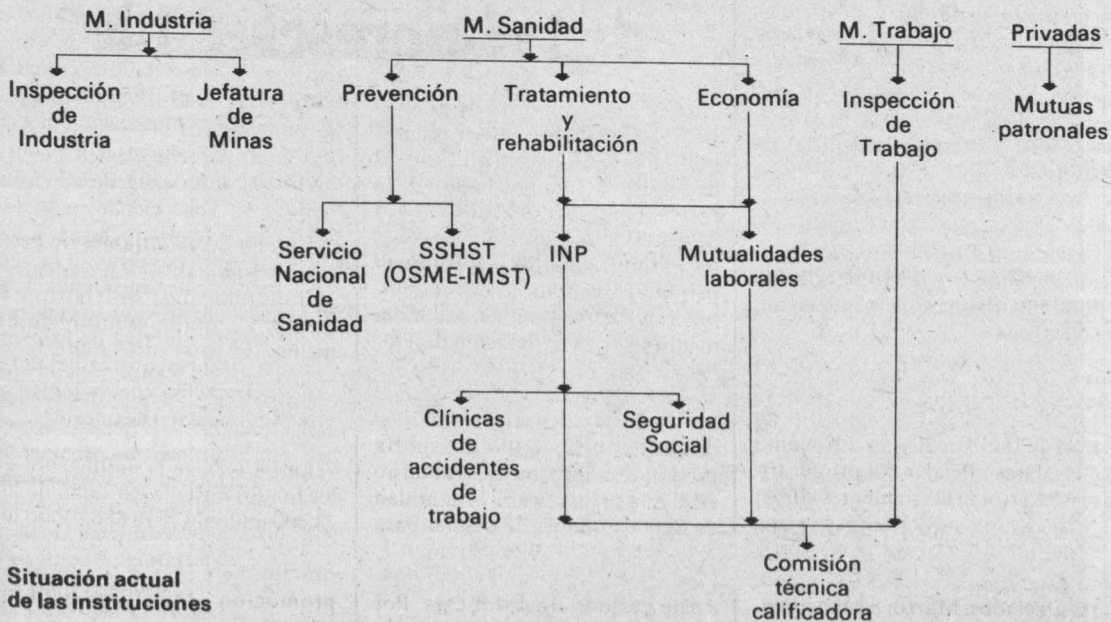 M. Industria
M. Sanidad
M. Trabajo
Privadas
Inspección
de
Industria
Jefatura
de
Minas
Prevención
Tratamiento
y
rehabilitación
Economía
Inspección
de
Trabajo
Mutuas
patronales
Servicio
Nacional
de
Sanidad
SSHST
(OSME-IMST)
INP
Mutualidades
laborales
Clínicas
de
accidentes
de
trabajo
Seguridad
Social
Comisión
técnica
calificadora
Situación actual
de las instituciones